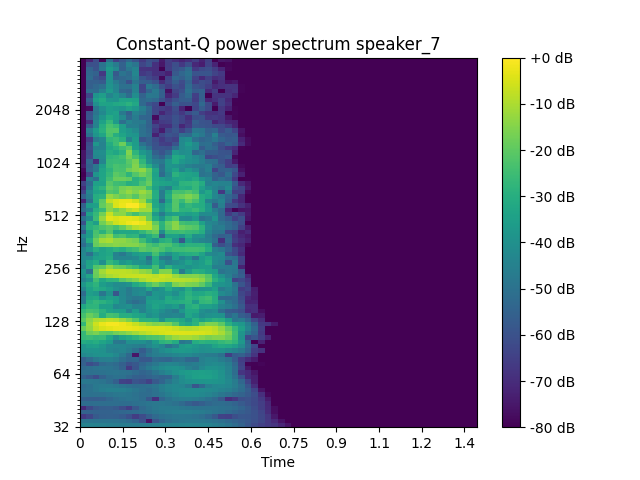 Constant-Q power spectrum speaker_7
Hz
2048
1024
512
256
128
64
32
0 0.15 0.3 0.45 0.6 0.75 0.9 1.1 1.2 1.4
Time
+0 dB
-10 dB
-20 dB
-30 dB
-40 dB
-50 dB
-60 dB
-70 dB
-80 dB